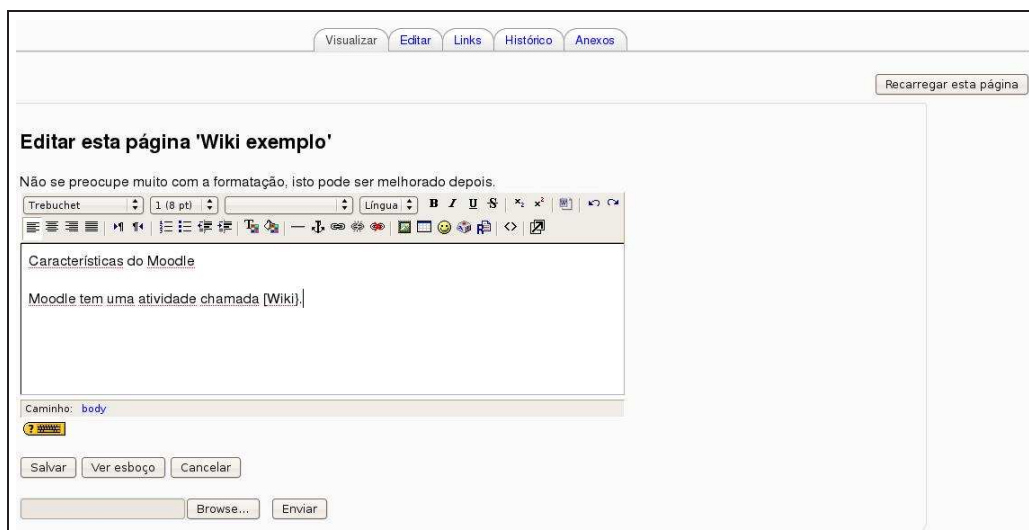 Visualizar Editar Links Histórico Anexos
Recarregar esta página
Editar esta página 'Wiki exemplo'
Não se preocupe muito com a formatação, isto pode ser melhorado depois.
Trebuchet 1 (8 pt) Língua B I U S x₂ x²
Características do Moodle
Moodle tem uma atividade chamada [Wiki}.
Caminho: body
?
Salvar Ver esboço Cancelar
Browse... Enviar